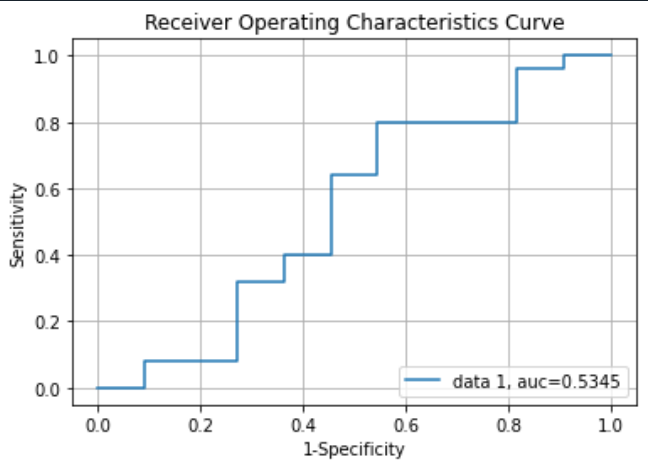 Receiver Operating Characteristics Curve
1.0
0.8
0.6
0.4
0.2
0.0
Sensitivity
data 1, auc=0.5345
0.0 0.2 0.4 0.6 0.8 1.0
1-Specificity